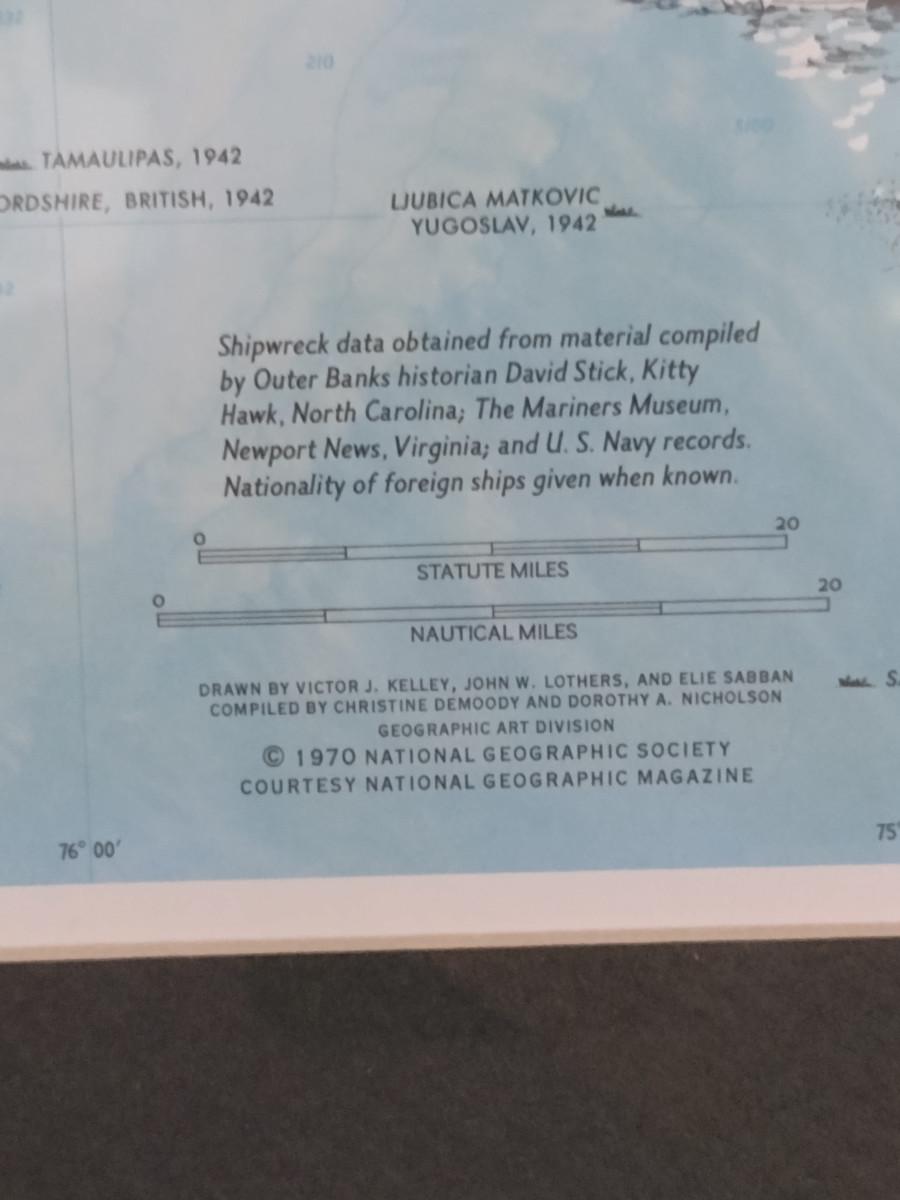 210
TAMAULIPAS, 1942
ORDSHIRE, BRITISH, 1942
LJUBICA MATKOVIC
YUGOSLAV, 1942
Shipwreck data obtained from material compiled
by Outer Banks historian David Stick, Kitty
Hawk, North Carolina; The Mariners Museum,
Newport News, Virginia; and U. S. Navy records.
Nationality of foreign ships given when known.
0 20
STATUTE MILES
0 20
NAUTICAL MILES
DRAWN BY VICTOR J. KELLEY, JOHN W. LOTHERS, AND ELIE SABBAN
COMPILED BY CHRISTINE DEMOODY AND DOROTHY A. NICHOLSON
GEOGRAPHIC ART DIVISION
© 1970 NATIONAL GEOGRAPHIC SOCIETY
COURTESY NATIONAL GEOGRAPHIC MAGAZINE
76° 00′
75°